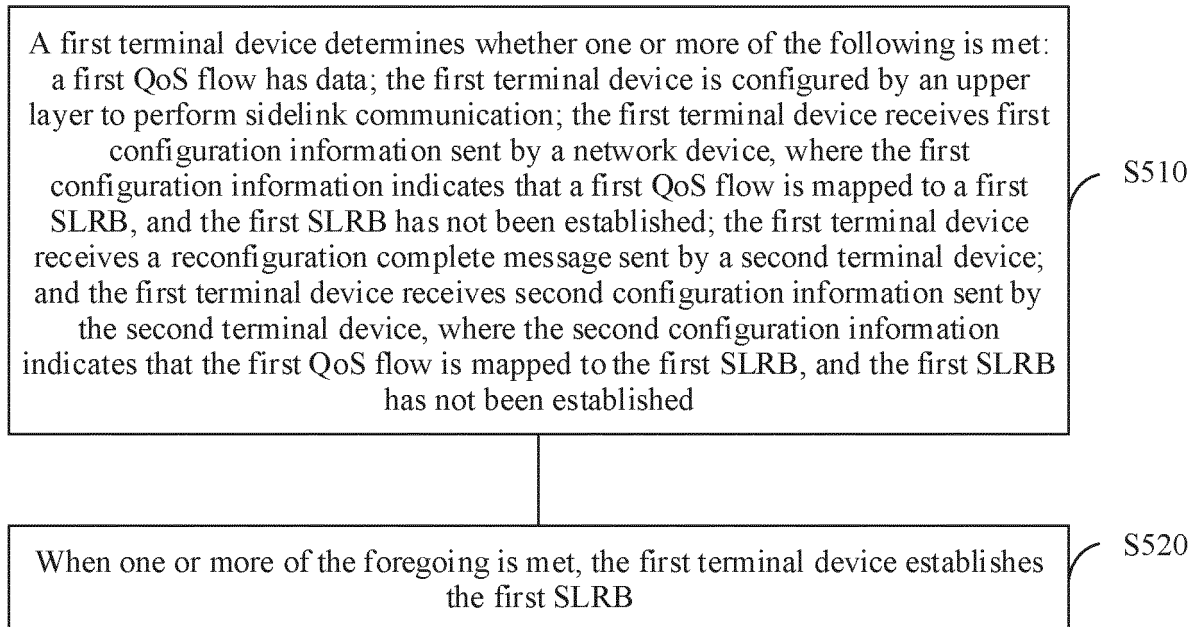 A first terminal device determines whether one or more of the following is met:
a first QoS flow has data; the first terminal device is configured by an upper
layer to perform sidelink communication; the first terminal device receives first
configuration information sent by a network device, where the first
configuration information indicates that a first QoS flow is mapped to a first
SLRB, and the first SLRB has not been established; the first terminal device
receives a reconfiguration complete message sent by a second terminal device;
and the first terminal device receives second configuration information sent by
the second terminal device, where the second configuration information
indicates that the first QoS flow is mapped to the first SLRB, and the first SLRB
has not been established
S510
When one or more of the foregoing is met, the first terminal device establishes
the first SLRB
S520